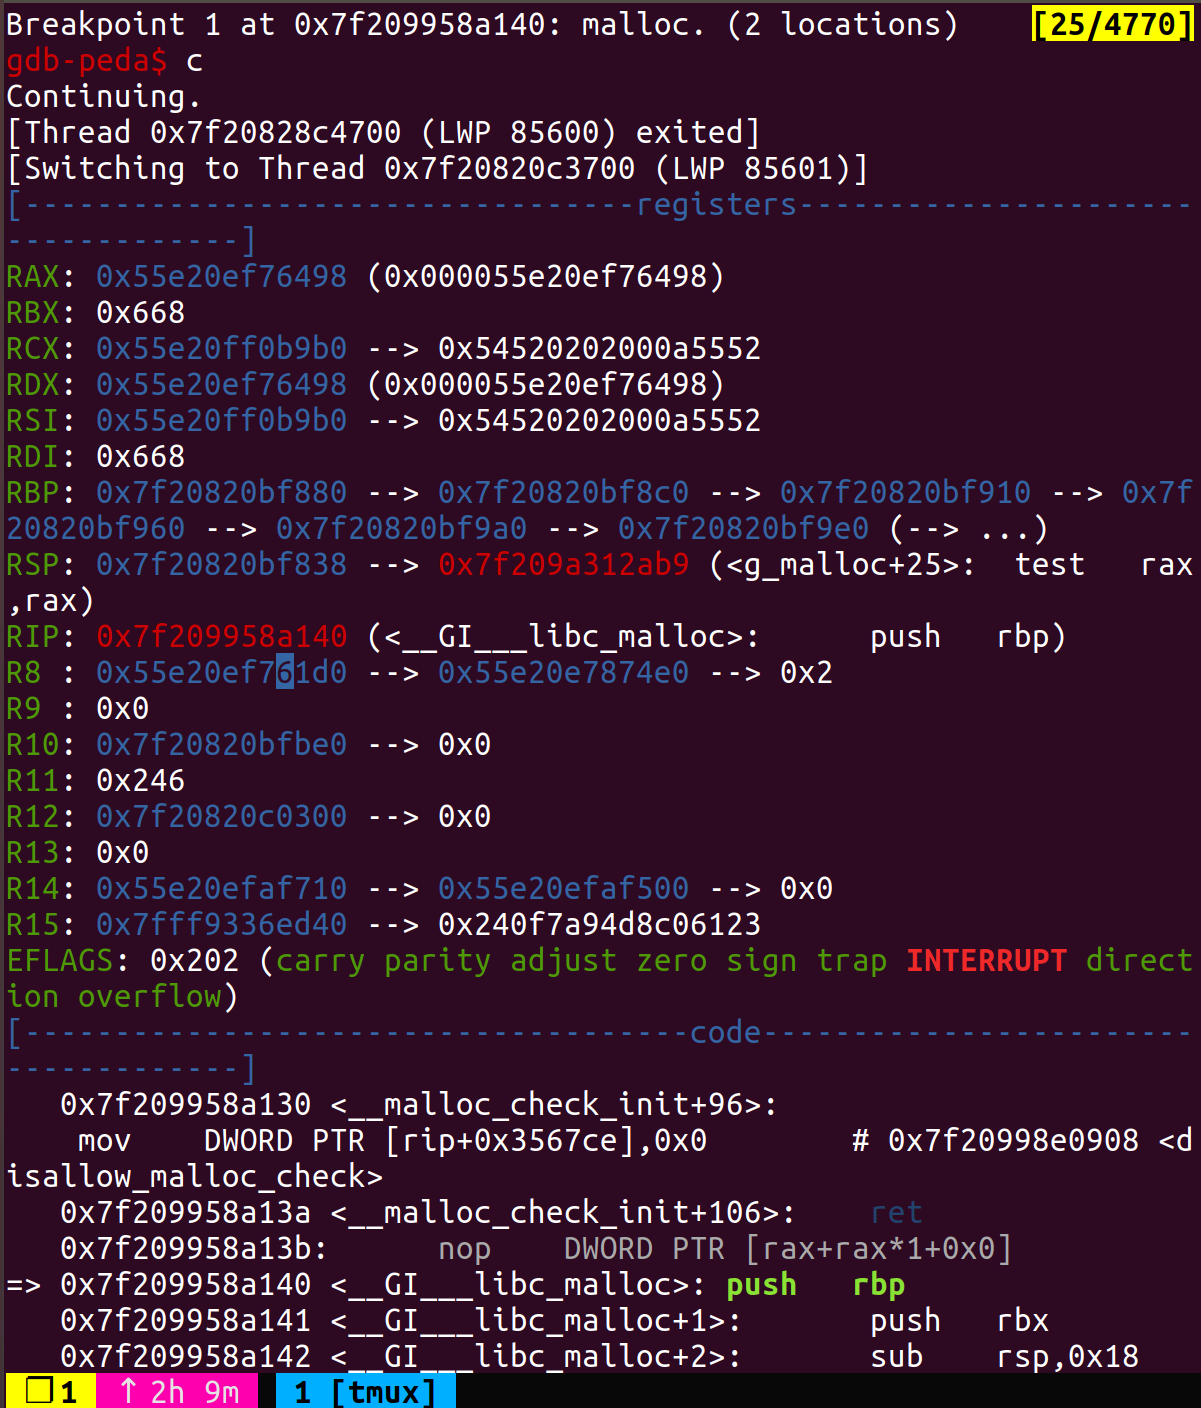 Breakpoint 1 at 0x7f209958a140: malloc. (2 locations) [25/4770]
gdb-peda$ c
Continuing.
[Thread 0x7f20828c4700 (LWP 85600) exited]
[Switching to Thread 0x7f20820c3700 (LWP 85601)]
[----------------------------------registers----------------------
-------------]
RAX: 0x55e20ef76498 (0x000055e20ef76498)
RBX: 0x668
RCX: 0x55e20ff0b9b0 --> 0x54520202000a5552
RDX: 0x55e20ef76498 (0x000055e20ef76498)
RSI: 0x55e20ff0b9b0 --> 0x54520202000a5552
RDI: 0x668
RBP: 0x7f20820bf880 --> 0x7f20820bf8c0 --> 0x7f20820bf910 --> 0x7f
20820bf960 --> 0x7f20820bf9a0 --> 0x7f20820bf9e0 (--> ...)
RSP: 0x7f20820bf838 --> 0x7f209a312ab9 (<g_malloc+25>:  test   rax
,rax)
RIP: 0x7f209958a140 (<__GI___libc_malloc>:      push   rbp)
R8 : 0x55e20ef761d0 --> 0x55e20e7874e0 --> 0x2
R9 : 0x0
R10: 0x7f20820bfbe0 --> 0x0
R11: 0x246
R12: 0x7f20820c0300 --> 0x0
R13: 0x0
R14: 0x55e20efaf710 --> 0x55e20efaf500 --> 0x0
R15: 0x7fff9336ed40 --> 0x240f7a94d8c06123
EFLAGS: 0x202 (carry parity adjust zero sign trap INTERRUPT direct
ion overflow)
[-------------------------------------code------------------------
-------------]
   0x7f209958a130 <__malloc_check_init+96>:
    mov    DWORD PTR [rip+0x3567ce],0x0        # 0x7f20998e0908 <d
isallow_malloc_check>
   0x7f209958a13a <__malloc_check_init+106>:    ret
   0x7f209958a13b:      nop    DWORD PTR [rax+rax*1+0x0]
=> 0x7f209958a140 <__GI___libc_malloc>: push   rbp
   0x7f209958a141 <__GI___libc_malloc+1>:       push   rbx
   0x7f209958a142 <__GI___libc_malloc+2>:       sub    rsp,0x18
❐ 1 ↑ 2h 9m 1 [tmux]